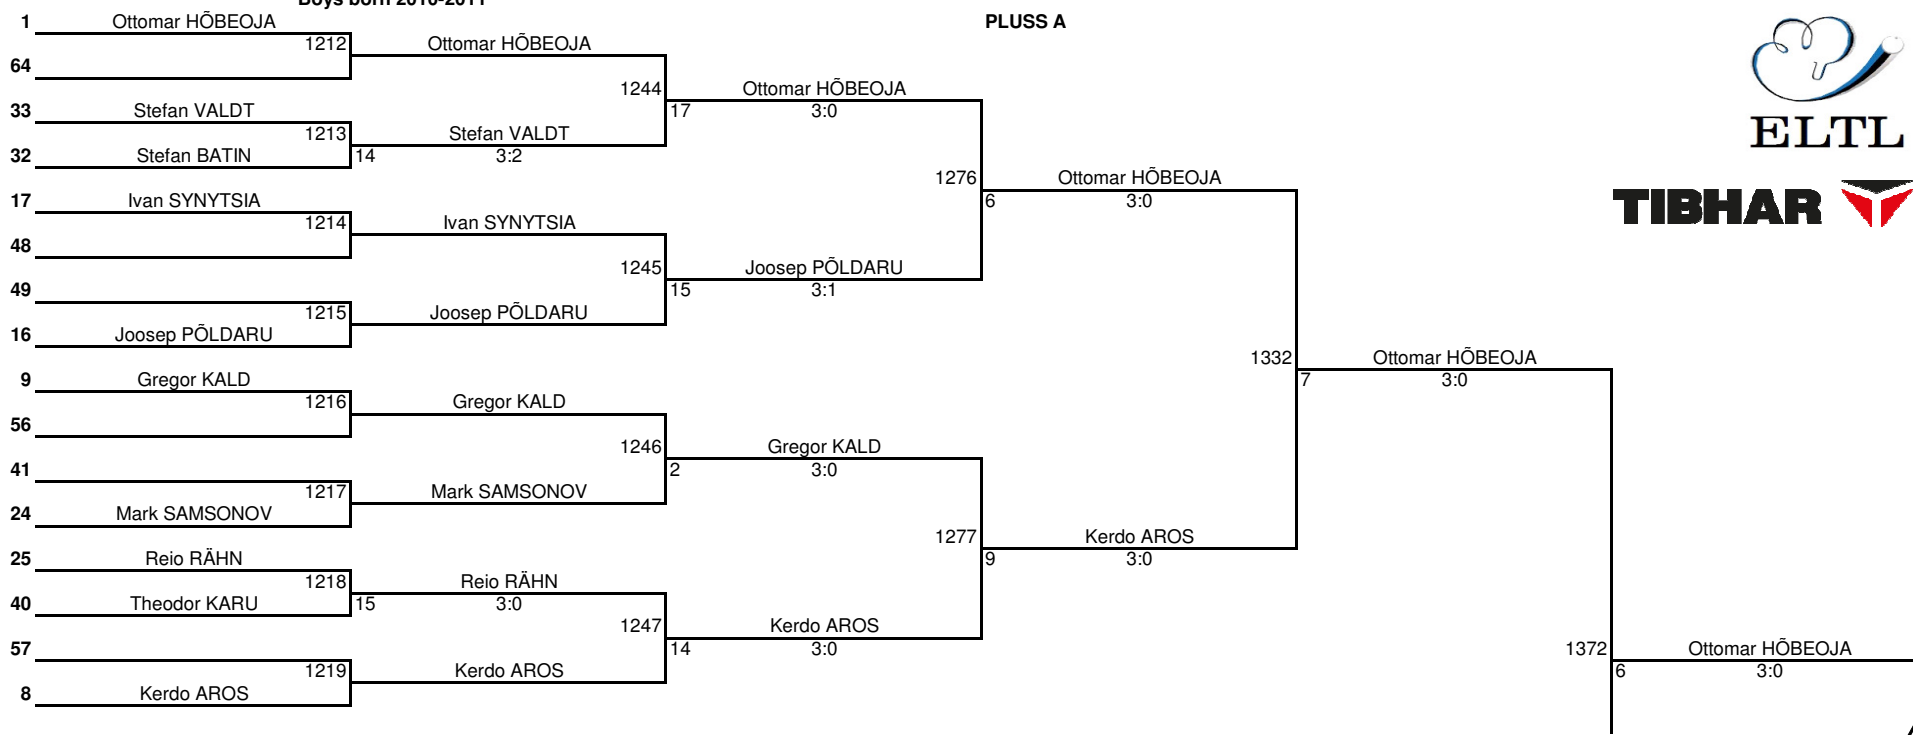 Boys born 2010-2011
1 Ottomar HÕBEOJA PLUSS A
1212 Ottomar HÕBEOJA
64
1244 Ottomar HÕBEOJA
33 Stefan VALDT 17 3:0
1213 Stefan VALDT
32 Stefan BATIN 14 3:2
ELTL
1276 Ottomar HÕBEOJA
17 Ivan SYNYTSIA 6 3:0
TIBHAR
1214 Ivan SYNYTSIA
48
1245 Joosep PÕLDARU
49 15 3:1
1215 Joosep PÕLDARU
16 Joosep PÕLDARU
1332 Ottomar HÕBEOJA
9 Gregor KALD 7 3:0
1216 Gregor KALD
56
1246 Gregor KALD
41 2 3:0
1217 Mark SAMSONOV
24 Mark SAMSONOV
1277 Kerdo AROS
25 Reio RÄHN 9 3:0
1218 Reio RÄHN
40 Theodor KARU 15 3:0
1247 Kerdo AROS
57 14 3:0
1372 Ottomar HÕBEOJA
1219 Kerdo AROS 6 3:0
8 Kerdo AROS